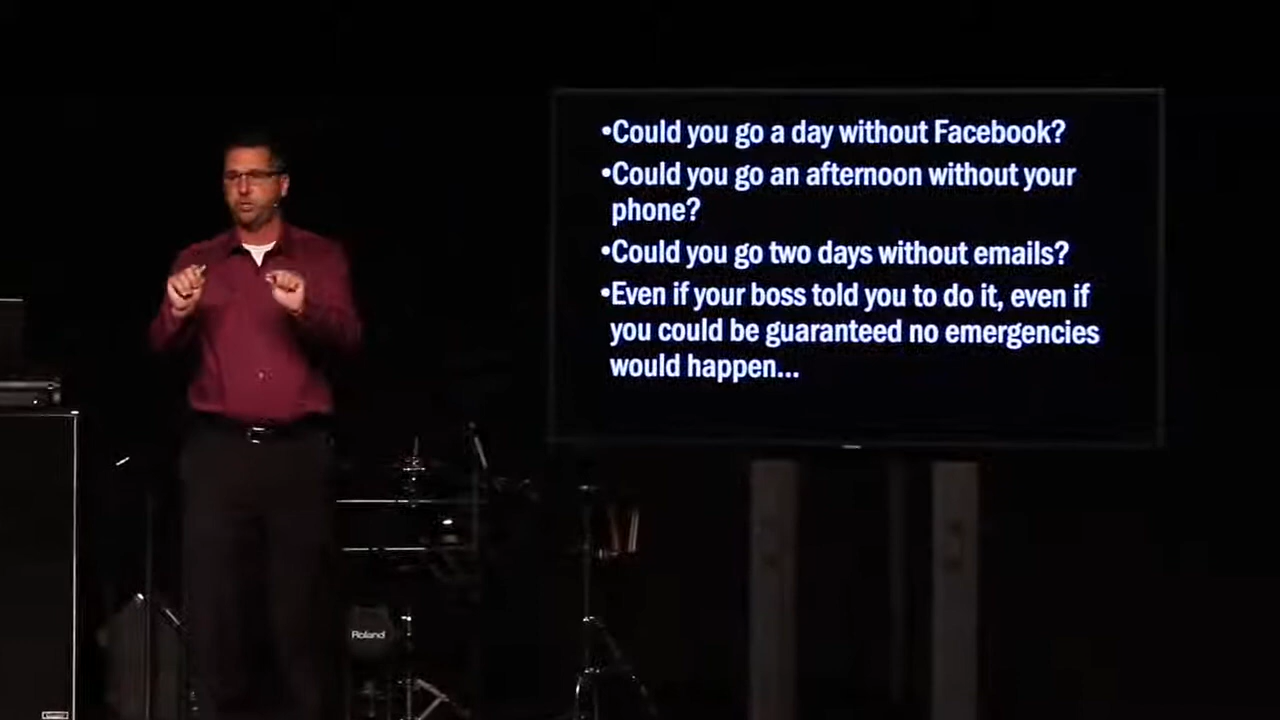 •Could you go a day without Facebook?
•Could you go an afternoon without your
phone?
•Could you go two days without emails?
•Even if your boss told you to do it, even if
you could be guaranteed no emergencies
would happen...
Roland